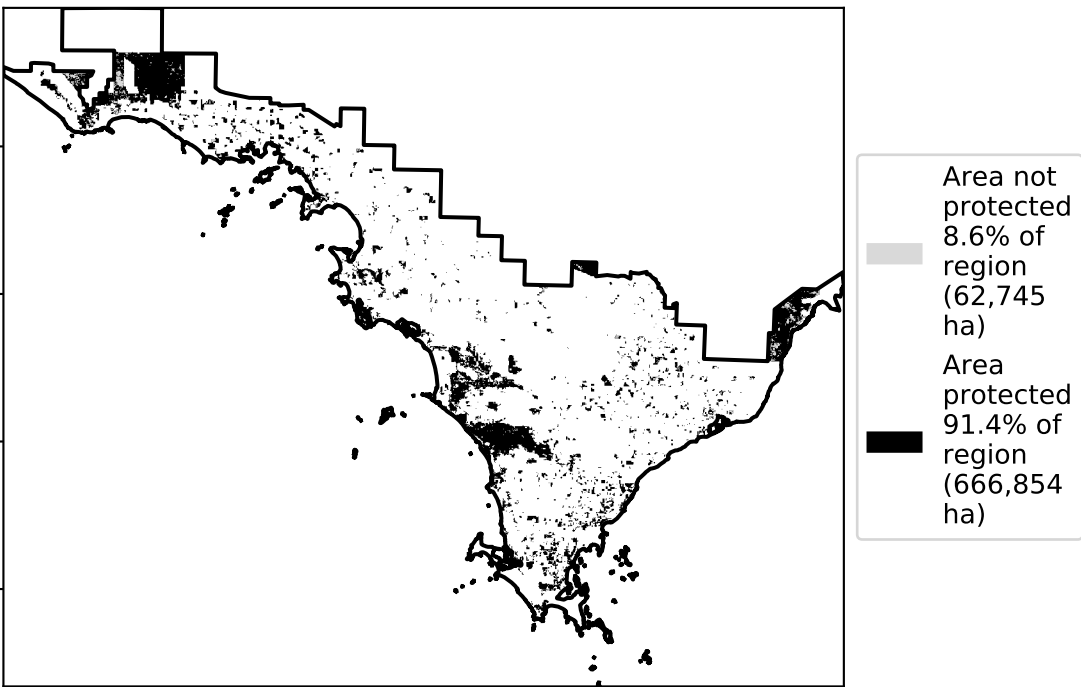 Area not
protected
8.6% of
region
(62,745
ha)
Area
protected
91.4% of
region
(666,854
ha)